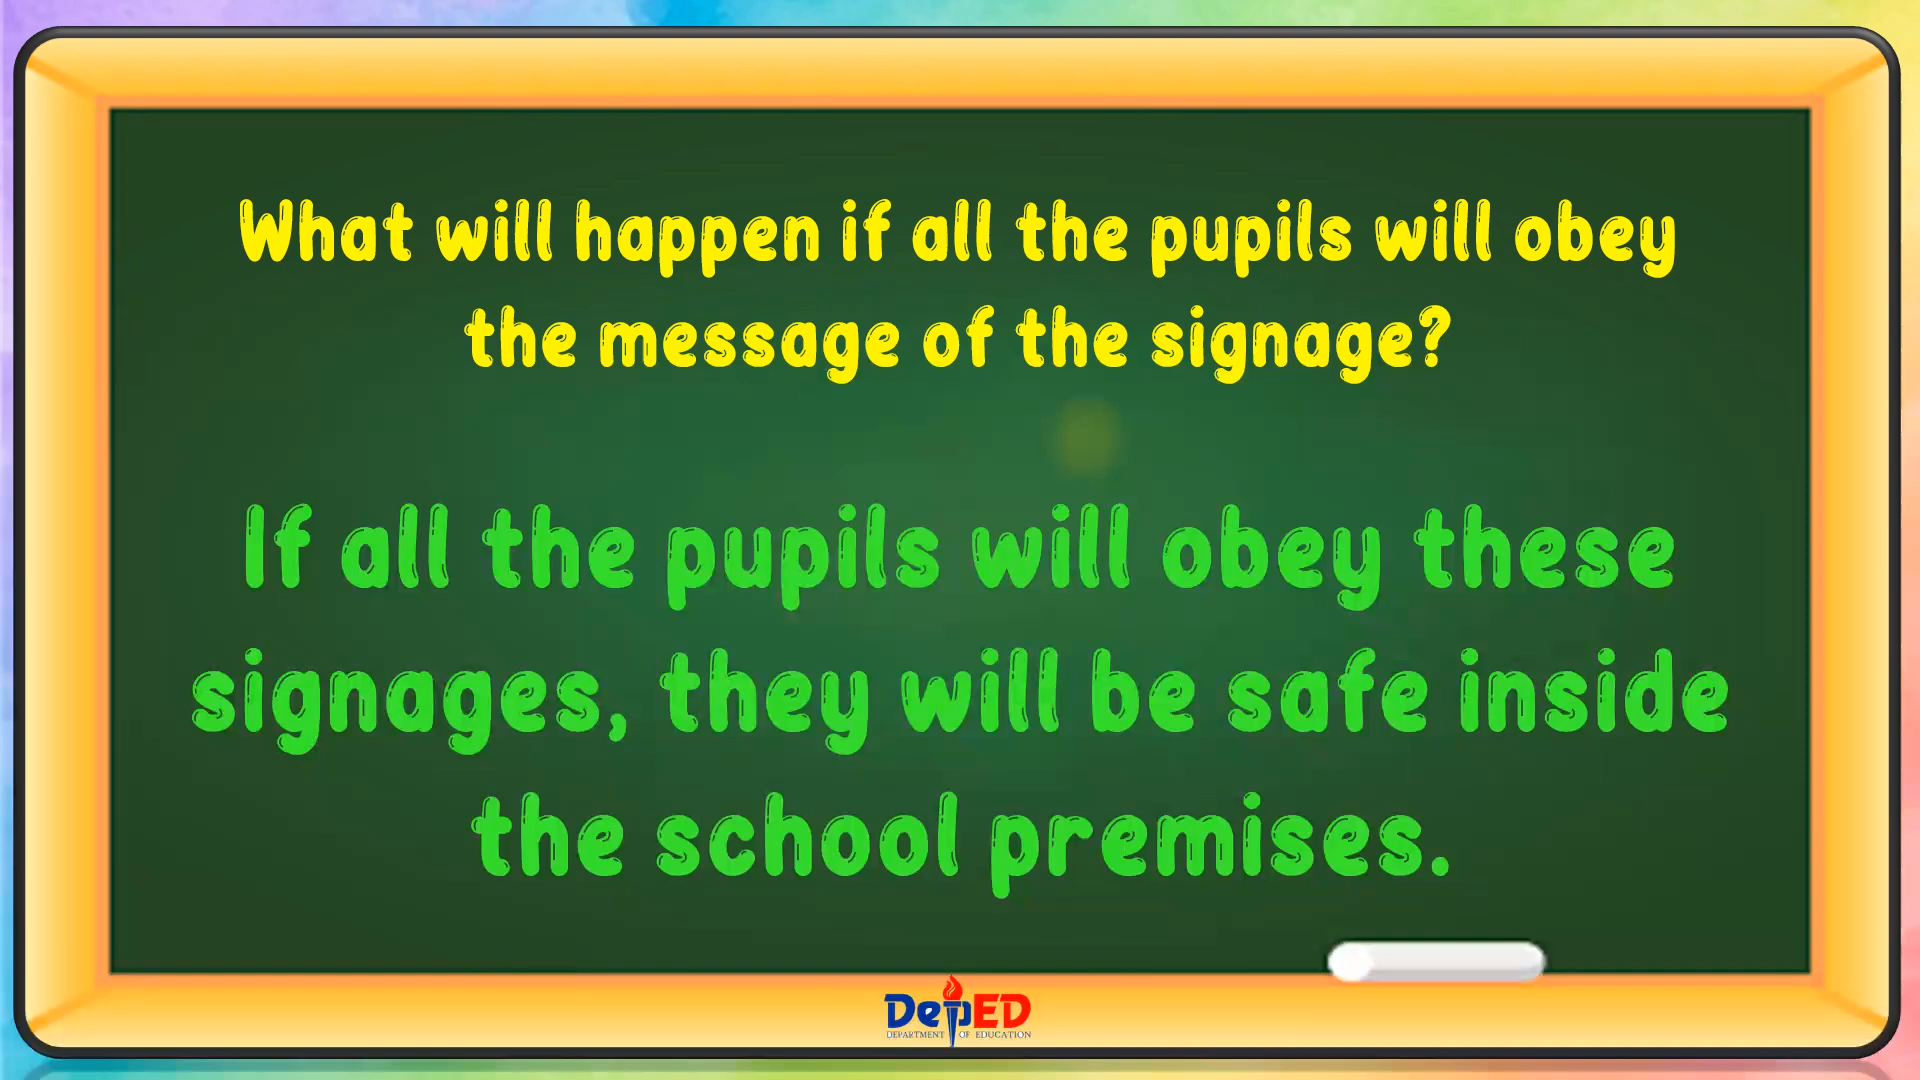 What will happen if all the pupils will obey
the message of the signage?
If all the pupils will obey these
signages, they will be safe inside
the school premises.
DepED
DEPARTMENT OF EDUCATION